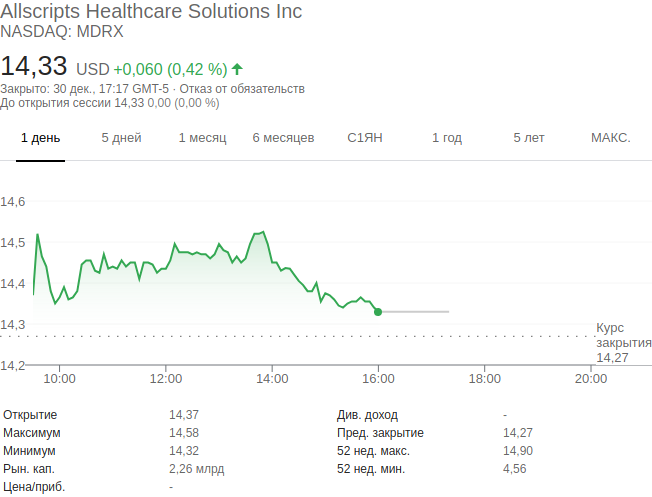 Allscripts Healthcare Solutions Inc
NASDAQ: MDRX
14,33 USD +0,060 (0,42 %)
Закрыто: 30 дек., 17:17 GMT-5 · Отказ от обязательств
До открытия сессии 14,33 0,00 (0,00 %)
1 день 5 дней 1 месяц 6 месяцев С1ЯН 1 год 5 лет МАКС.
14,6
14,5
14,4
14,3
Курс
закрытия
14,27
14,2
10:00 12:00 14:00 16:00 18:00 20:00
Открытие 14,37 Див. доход -
Максимум 14,58 Пред. закрытие 14,27
Минимум 14,32 52 нед. макс. 14,90
Рын. кап. 2,26 млрд 52 нед. мин. 4,56
Цена/приб. -